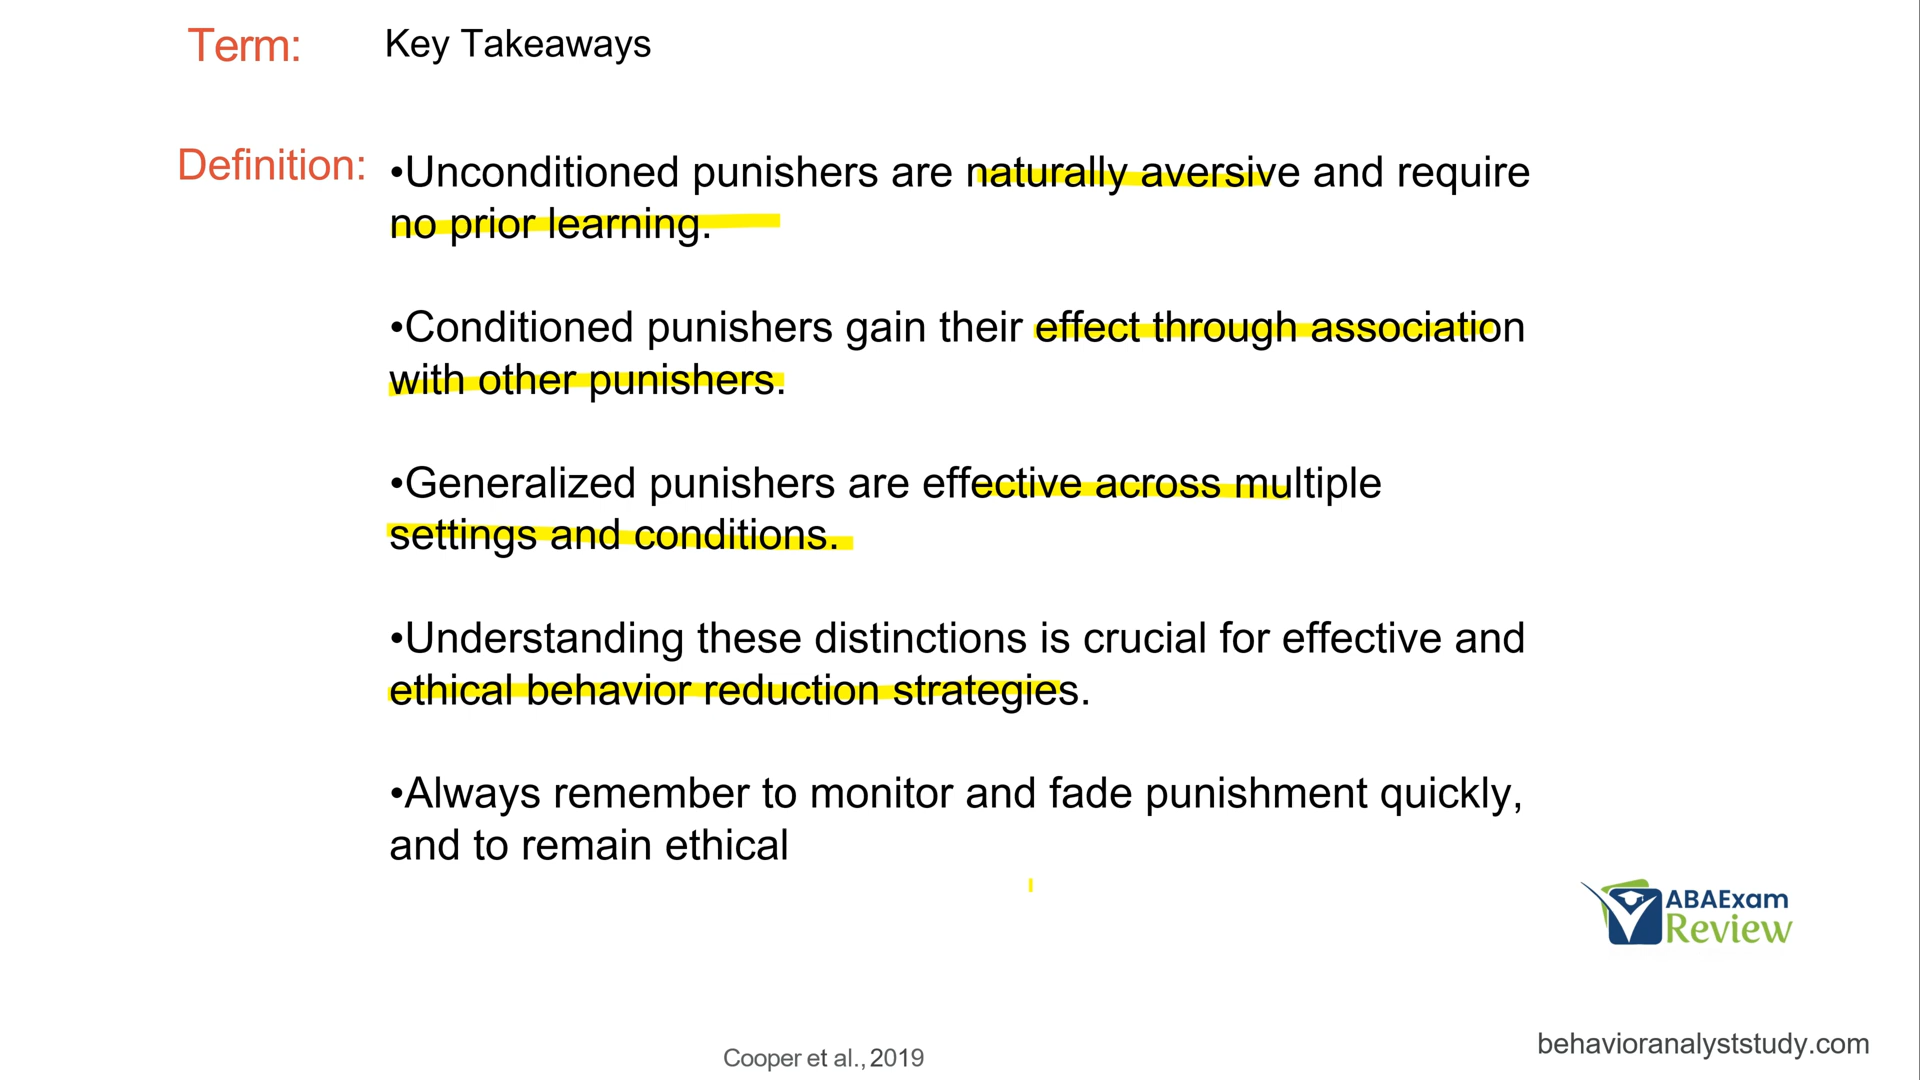 Term: Key Takeaways
Definition: •Unconditioned punishers are naturally aversive and require
no prior learning.
•Conditioned punishers gain their effect through association
with other punishers.
•Generalized punishers are effective across multiple
settings and conditions.
•Understanding these distinctions is crucial for effective and
ethical behavior reduction strategies.
•Always remember to monitor and fade punishment quickly,
and to remain ethical
ABAExam
Review
behavioranalyststudy.com
Cooper et al., 2019